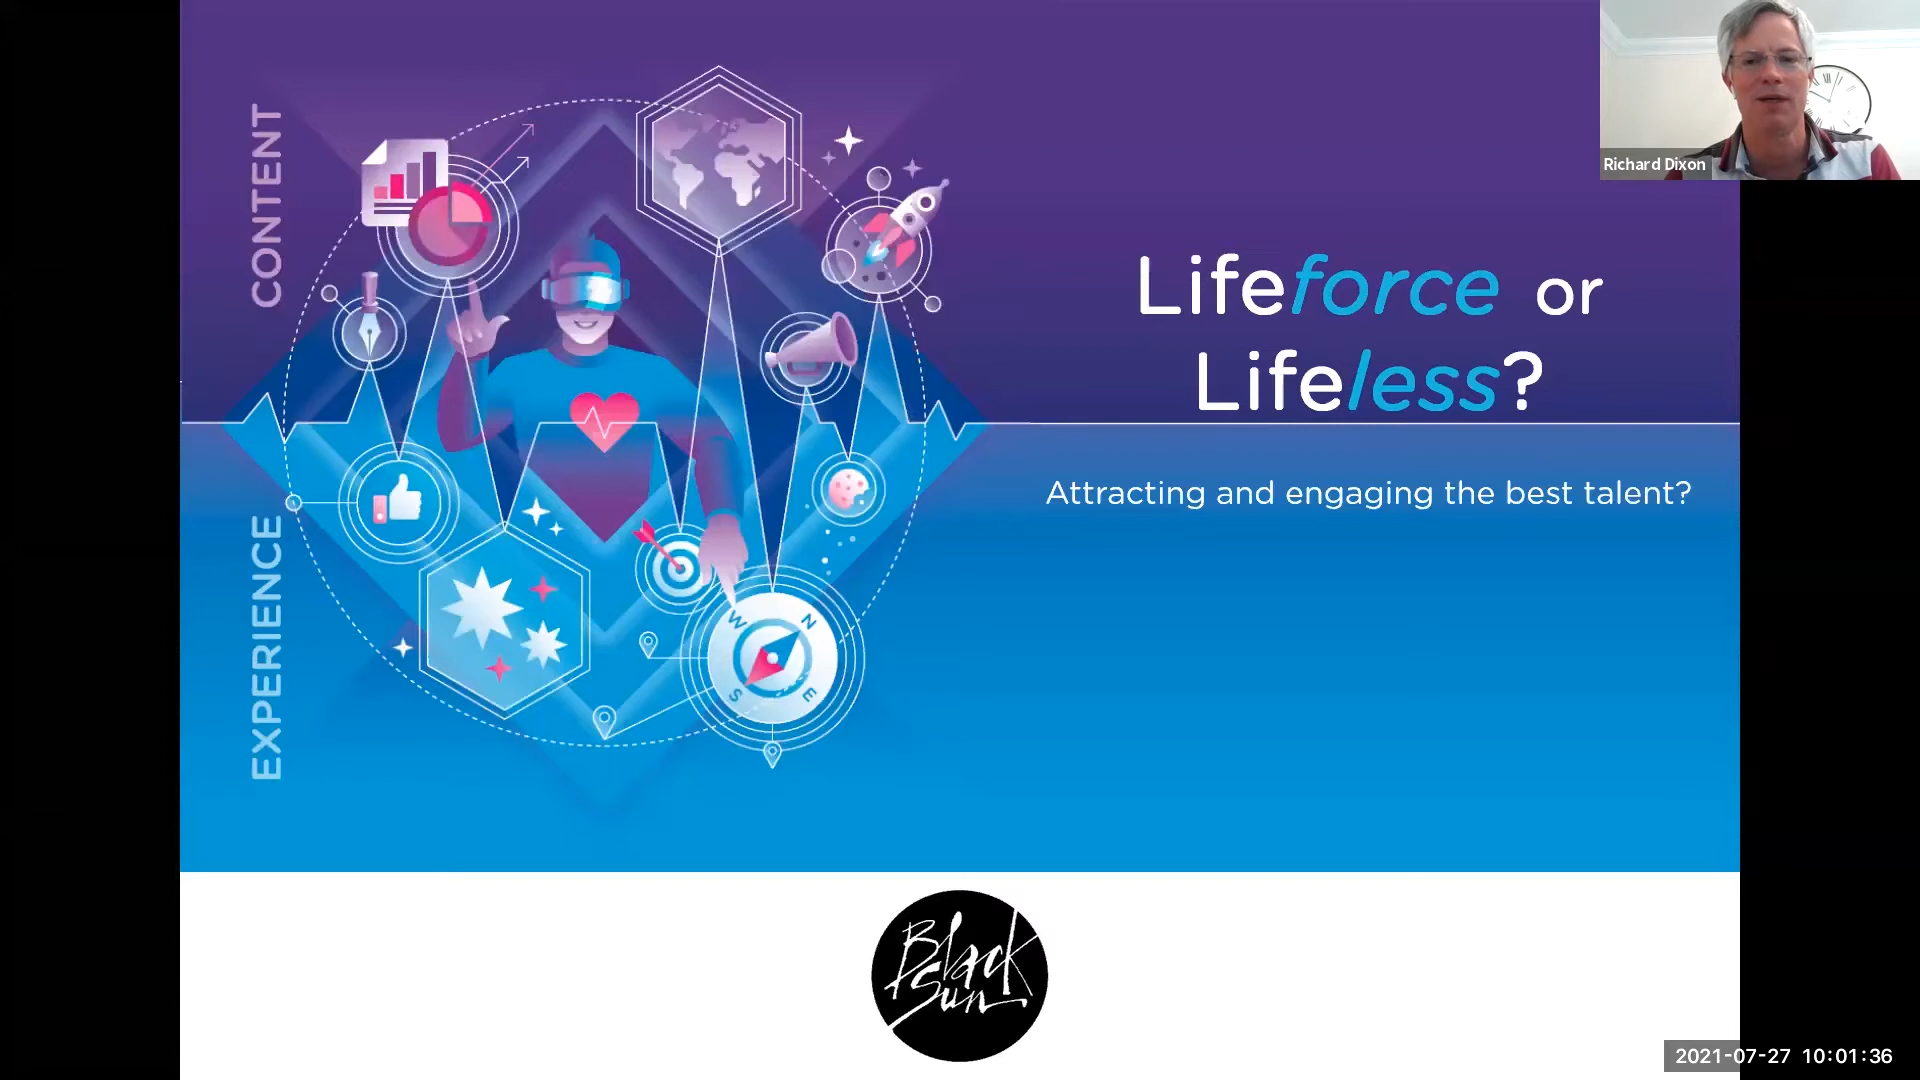 CONTENT
EXPERIENCE
W
N
S
E
Lifeforce or
Lifeless?
Attracting and engaging the best talent?
Richard Dixon
Black
Sun
2021-07-27 10:01:36